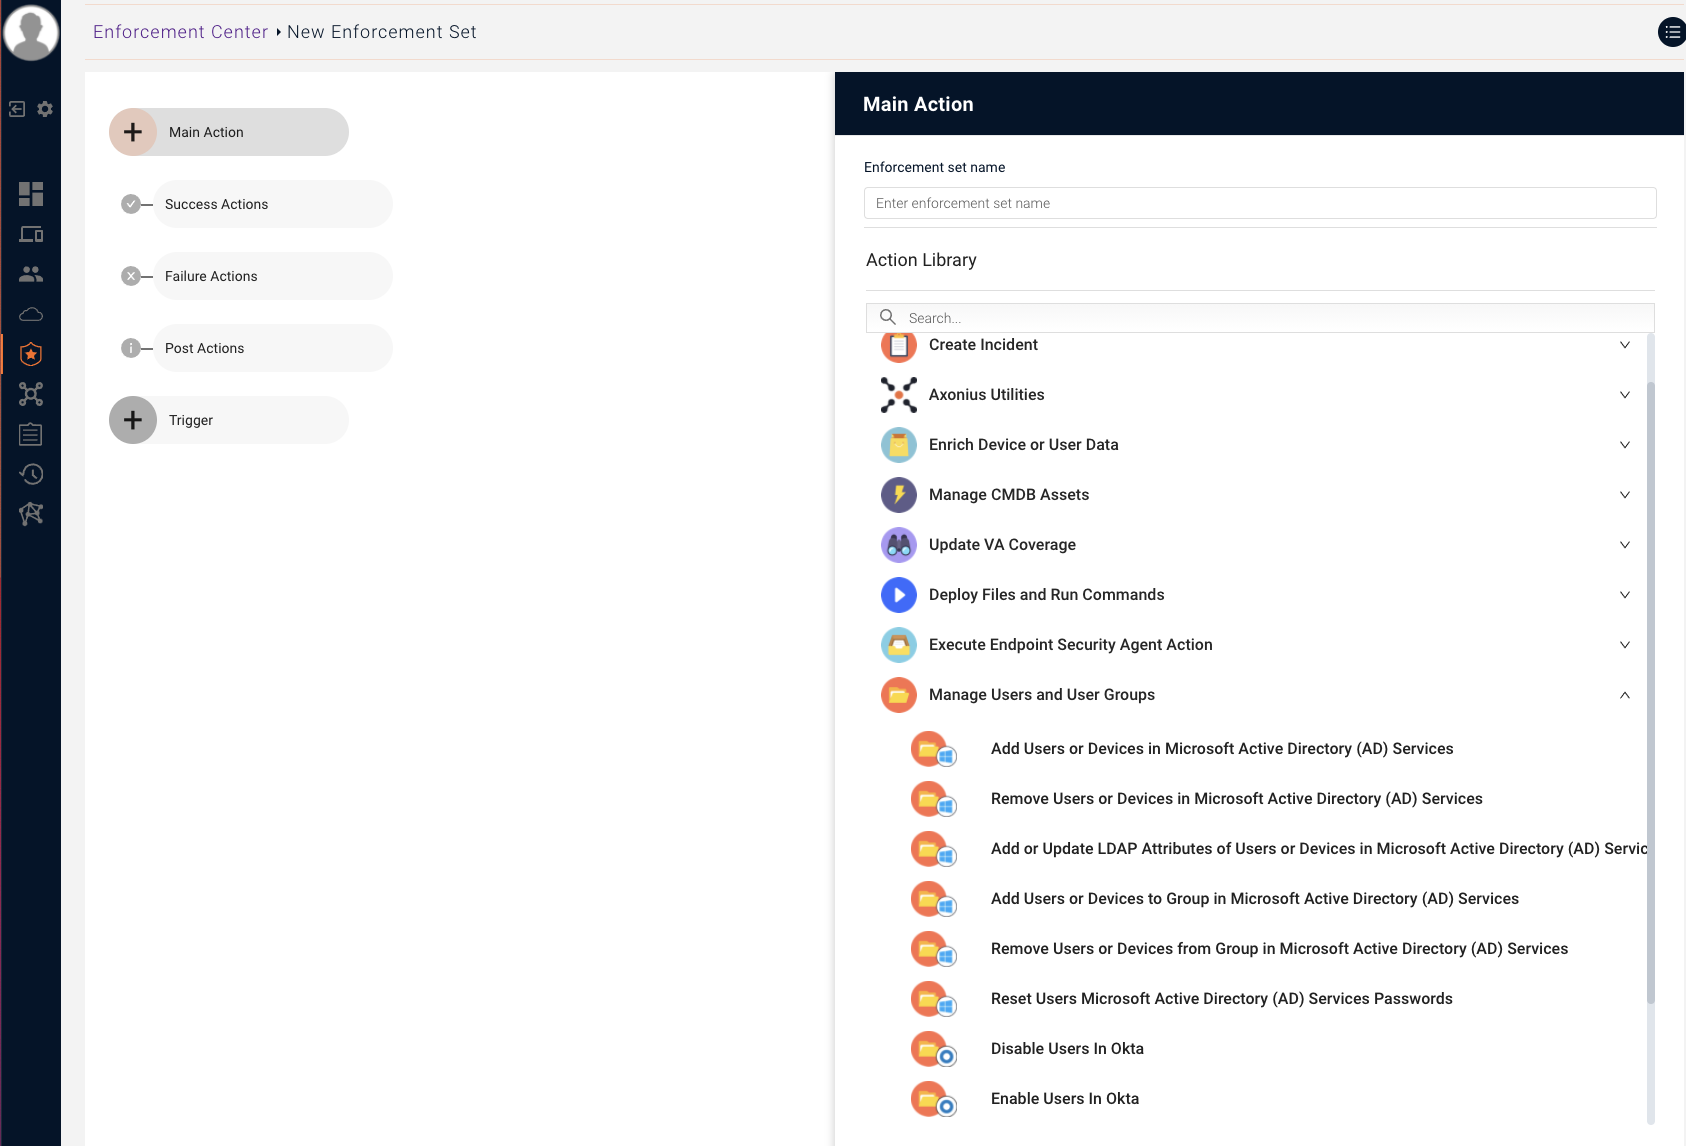 Enforcement Center ▸ New Enforcement Set
Main Action
Success Actions
Failure Actions
Post Actions
Trigger
Main Action
Enforcement set name
Enter enforcement set name
Action Library
Search...
Create Incident
Axonius Utilities
Enrich Device or User Data
Manage CMDB Assets
Update VA Coverage
Deploy Files and Run Commands
Execute Endpoint Security Agent Action
Manage Users and User Groups
Add Users or Devices in Microsoft Active Directory (AD) Services
Remove Users or Devices in Microsoft Active Directory (AD) Services
Add or Update LDAP Attributes of Users or Devices in Microsoft Active Directory (AD) Servic
Add Users or Devices to Group in Microsoft Active Directory (AD) Services
Remove Users or Devices from Group in Microsoft Active Directory (AD) Services
Reset Users Microsoft Active Directory (AD) Services Passwords
Disable Users In Okta
Enable Users In Okta